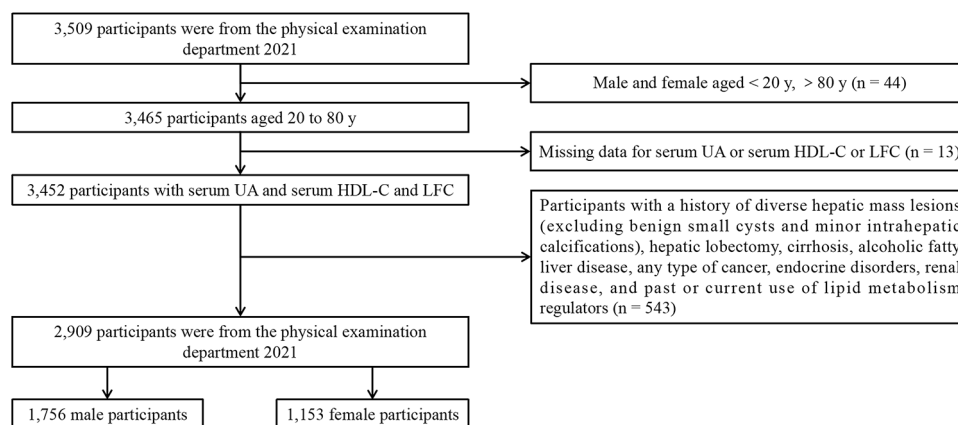 3,509 participants were from the physical examination
department 2021
Male and female aged < 20 y, > 80 y (n = 44)
3,465 participants aged 20 to 80 y
Missing data for serum UA or serum HDL-C or LFC (n = 13)
3,452 participants with serum UA and serum HDL-C and LFC
Participants with a history of diverse hepatic mass lesions
(excluding benign small cysts and minor intrahepatic
calcifications), hepatic lobectomy, cirrhosis, alcoholic fatty
liver disease, any type of cancer, endocrine disorders, renal
disease, and past or current use of lipid metabolism
regulators (n = 543)
2,909 participants were from the physical examination
department 2021
1,756 male participants
1,153 female participants